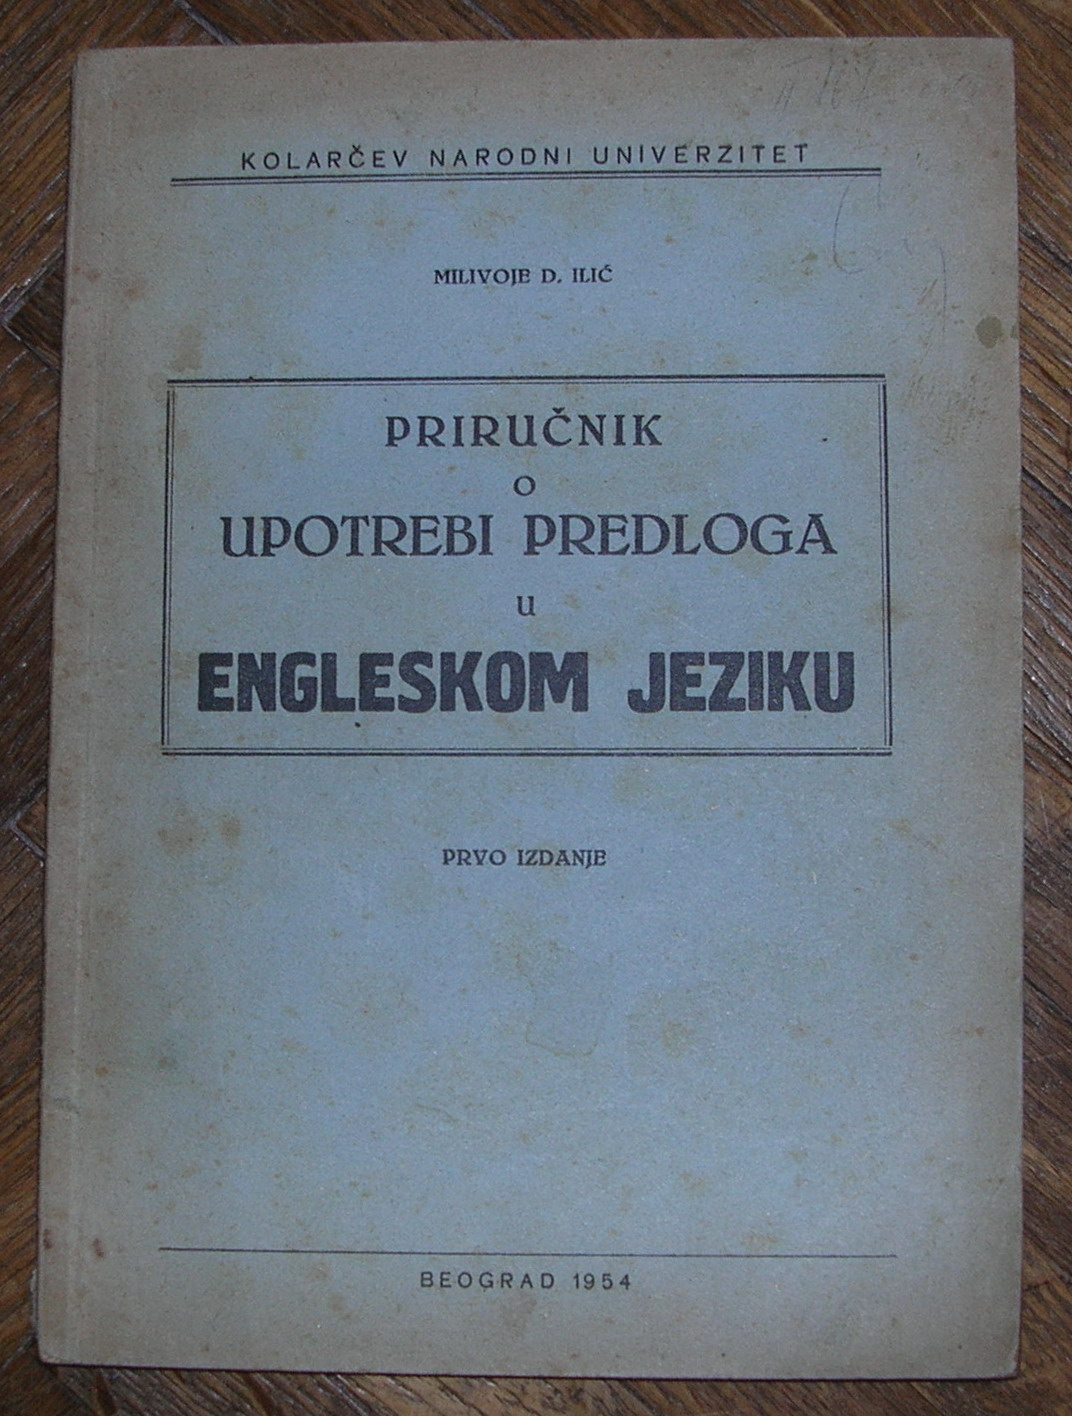 KOLARČEV NARODNI UNIVERZITET
MILIVOJE D. ILIĆ
PRIRUČNIK
O
UPOTREBI PREDLOGA
U
ENGLESKOM JEZIKU
PRVO IZDANJE
BEOGRAD 1954